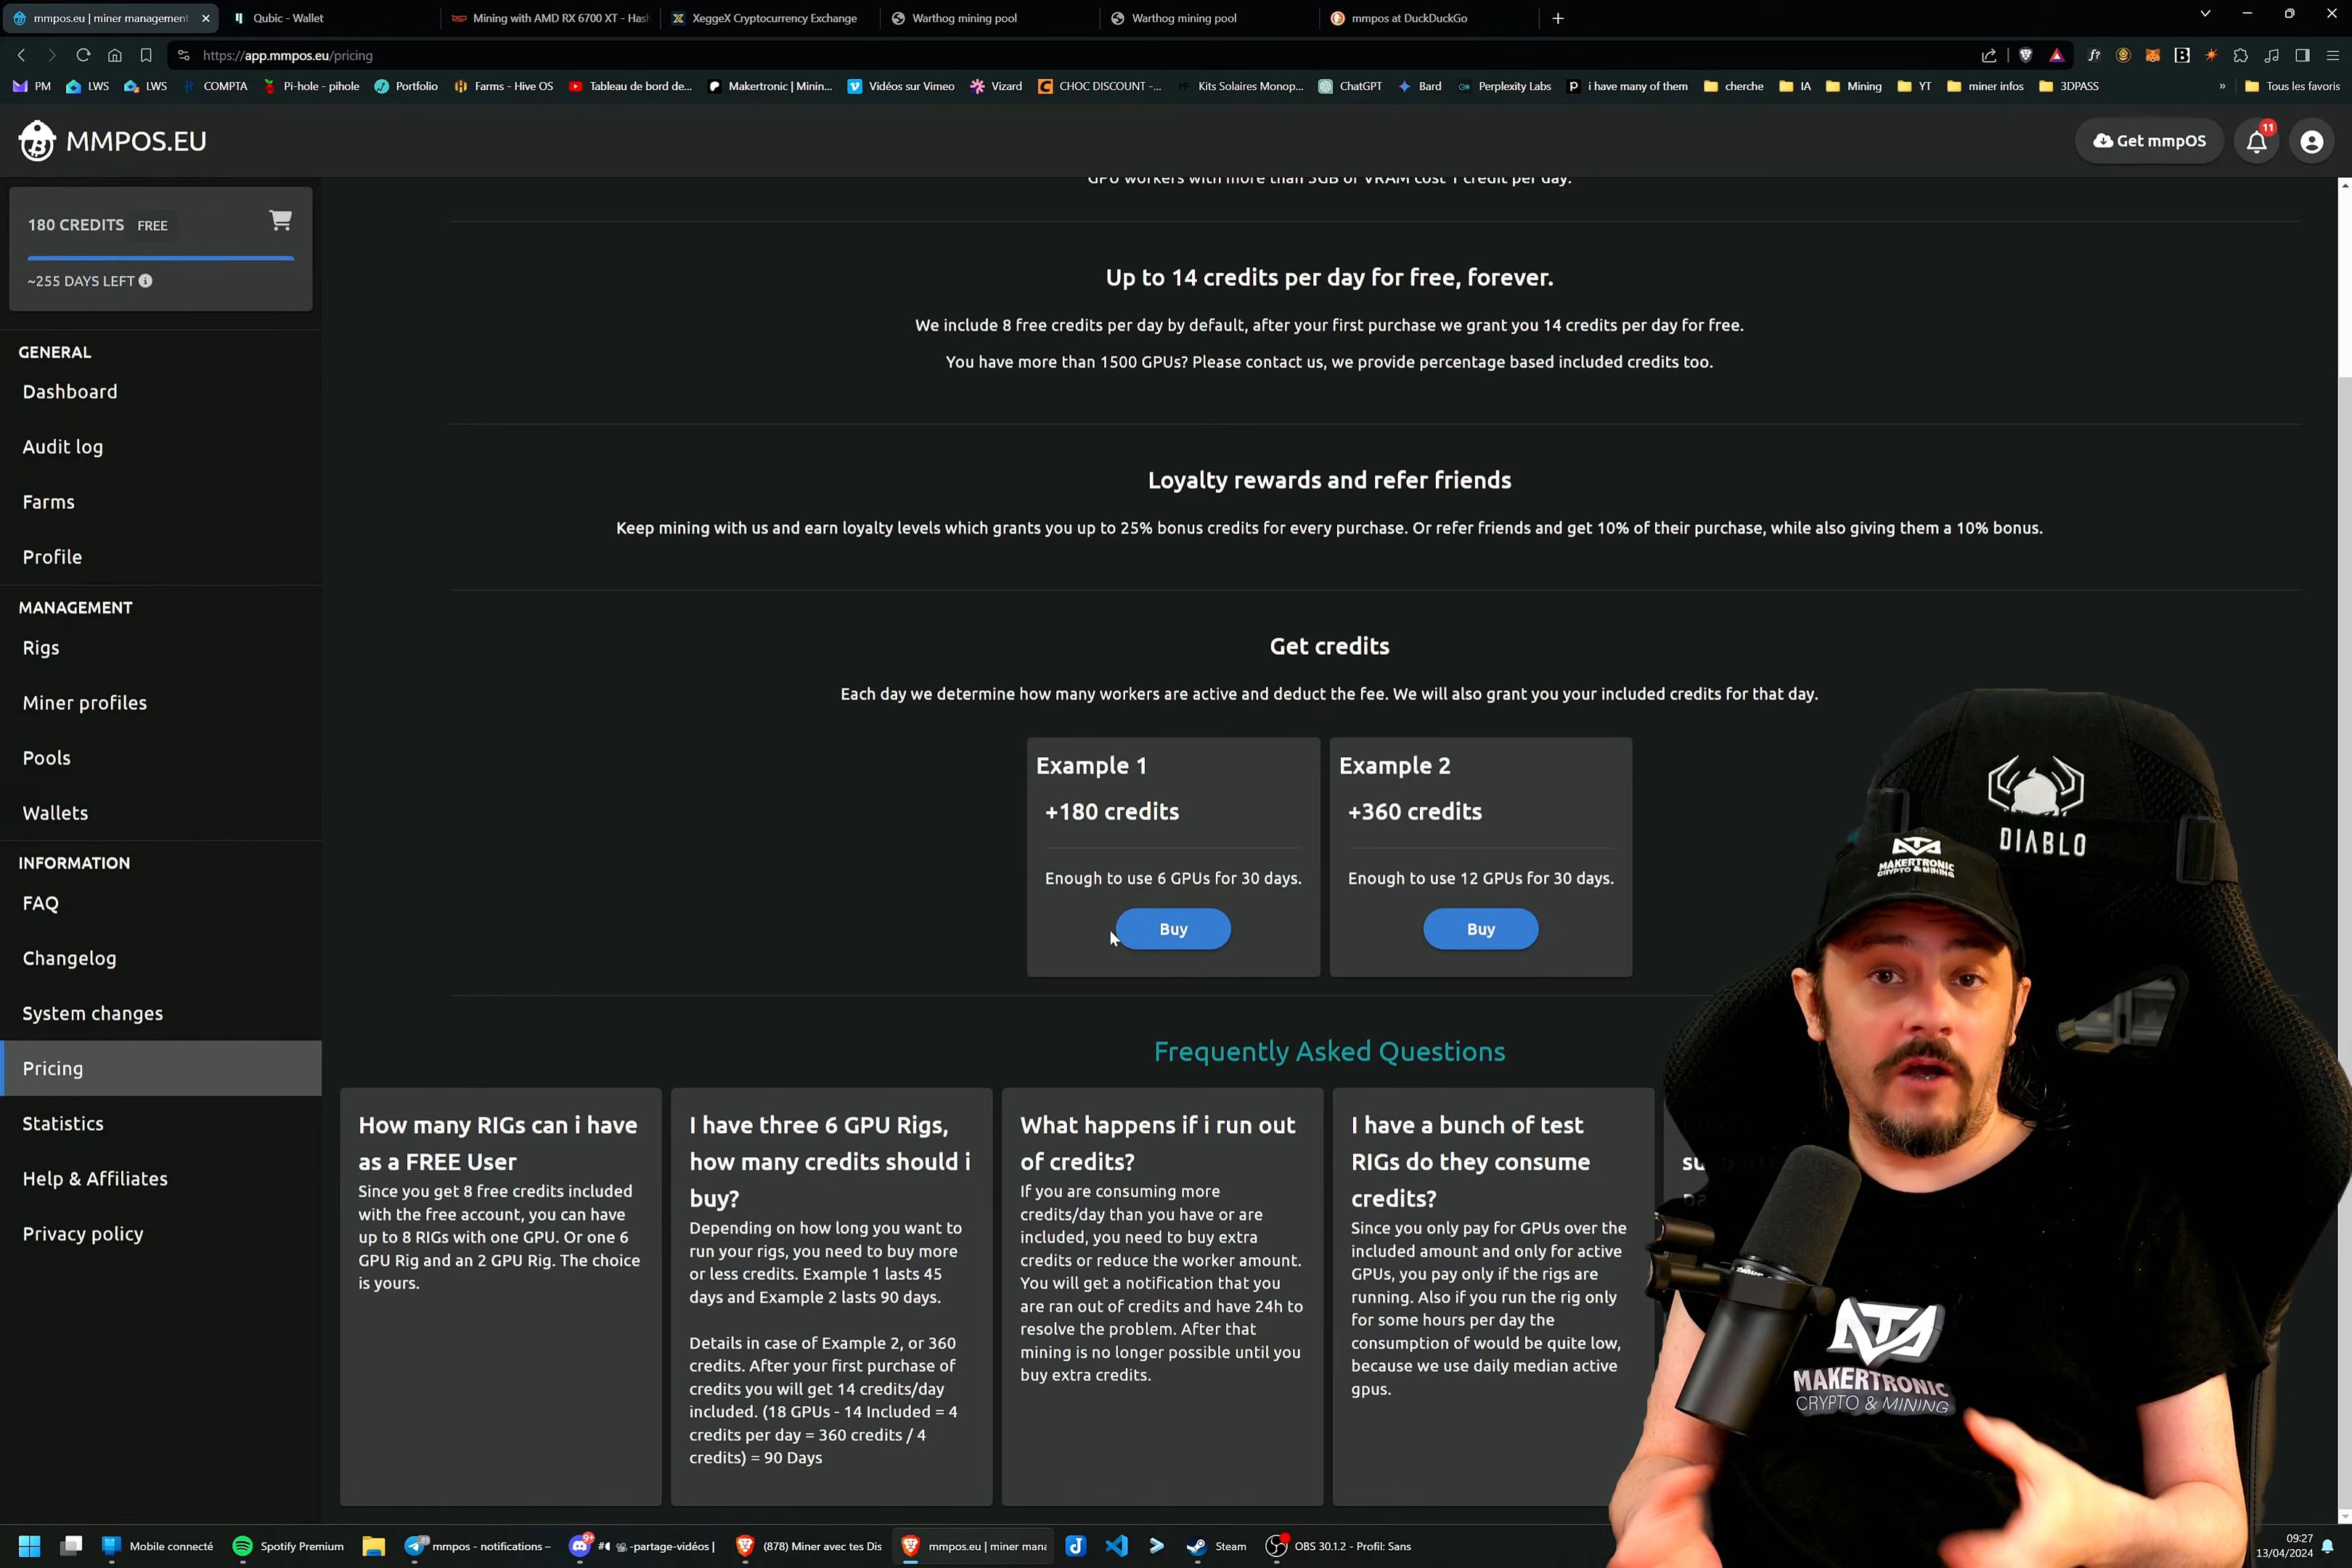 mmpos.eu | miner management
Qubic - Wallet
Mining with AMD RX 6700 XT - Hash
XeggeX Cryptocurrency Exchange
Warthog mining pool
Warthog mining pool
mmpos at DuckDuckGo
https://app.mmpos.eu/pricing
PM
LWS
LWS
COMPTA
Pi-hole - pihole
Portfolio
Farms - Hive OS
Tableau de bord de...
Makertronic | Minin...
Vidéos sur Vimeo
Vizard
CHOC DISCOUNT -...
Kits Solaires Monop...
ChatGPT
Bard
Perplexity Labs
i have many of them
cherche
IA
Mining
YT
miner infos
3DPASS
»
Tous les favoris
MMPOS.EU
Get mmpOS
11
180 CREDITS FREE
~255 DAYS LEFT
GENERAL
Dashboard
Audit log
Farms
Profile
MANAGEMENT
Rigs
Miner profiles
Pools
Wallets
INFORMATION
FAQ
Changelog
System changes
Pricing
Statistics
Help & Affiliates
Privacy policy
GPU workers with more than 3GB of VRAM cost 1 credit per day.
Up to 14 credits per day for free, forever.
We include 8 free credits per day by default, after your first purchase we grant you 14 credits per day for free.
You have more than 1500 GPUs? Please contact us, we provide percentage based included credits too.
Loyalty rewards and refer friends
Keep mining with us and earn loyalty levels which grants you up to 25% bonus credits for every purchase. Or refer friends and get 10% of their purchase, while also giving them a 10% bonus.
Get credits
Each day we determine how many workers are active and deduct the fee. We will also grant you your included credits for that day.
Example 1
+180 credits
Enough to use 6 GPUs for 30 days.
Buy
Example 2
+360 credits
Enough to use 12 GPUs for 30 days.
Buy
Frequently Asked Questions
How many RIGs can i have
as a FREE User
Since you get 8 free credits included
with the free account, you can have
up to 8 RIGs with one GPU. Or one 6
GPU Rig and an 2 GPU Rig. The choice
is yours.
I have three 6 GPU Rigs,
how many credits should i
buy?
Depending on how long you want to
run your rigs, you need to buy more
or less credits. Example 1 lasts 45
days and Example 2 lasts 90 days.
Details in case of Example 2, or 360
credits. After your first purchase of
credits you will get 14 credits/day
included. (18 GPUs - 14 Included = 4
credits per day = 360 credits / 4
credits) = 90 Days
What happens if i run out
of credits?
If you are consuming more
credits/day than you have or are
included, you need to buy extra
credits or reduce the worker amount.
You will get a notification that you
are ran out of credits and have 24h to
resolve the problem. After that
mining is no longer possible until you
buy extra credits.
I have a bunch of test
RIGs do they consume
credits?
Since you only pay for GPUs over the
included amount and only for active
GPUs, you pay only if the rigs are
running. Also if you run the rig only
for some hours per day the
consumption of would be quite low,
because we use daily median active
gpus.
DIABLO
MAKERTRONIC
CRYPTO & MINING
MAKERTRONIC
CRYPTO & MINING
Mobile connecté
Spotify Premium
mmpos - notifications –
9+
-partage-vidéos |
(878) Miner avec tes Dis
mmpos.eu | miner mana
Steam
OBS 30.1.2 - Profil: Sans
09:27
13/04/2024